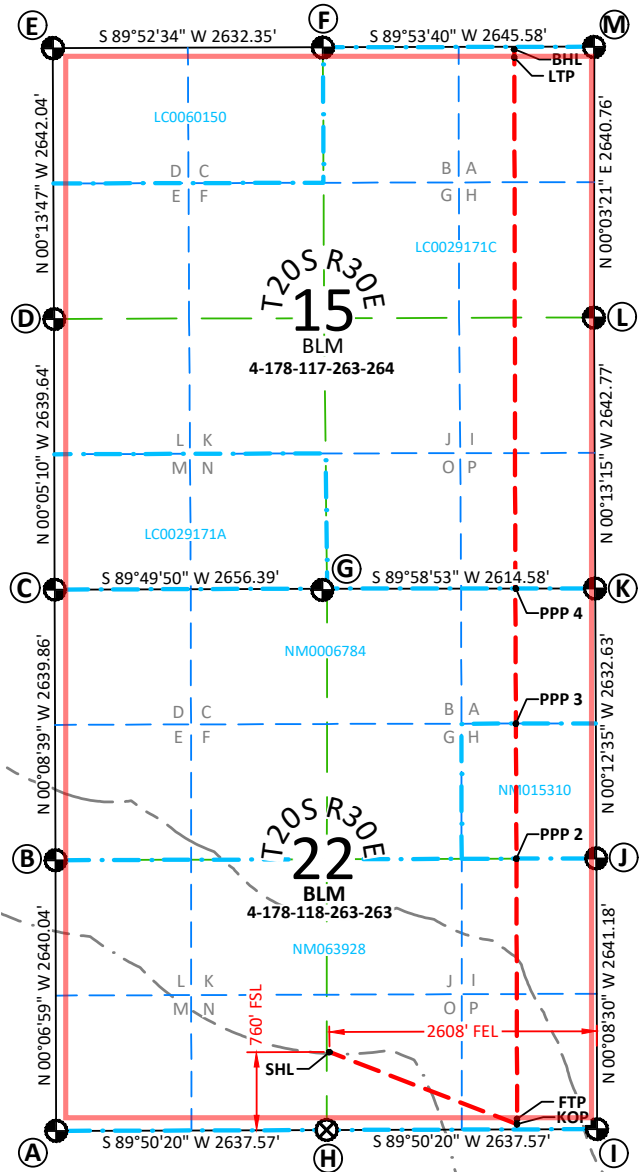 E
F
M
S 89°52'34" W 2632.35'
S 89°53'40" W 2645.58'
BHL
LTP
N 00°13'47" W 2642.04'
LC0060150
N 00°03'21" E 2640.76'
D C
E F
B A
G H
LC0029171C
T20S R30E
15
BLM
4-178-117-263-264
D
L
N 00°05'10" W 2639.64'
N 00°13'15" W 2642.77'
L K
M N
J I
O P
LC0029171A
S 89°49'50" W 2656.39'
S 89°58'53" W 2614.58'
C
G
K
PPP 4
NM0006784
N 00°08'39" W 2639.86'
N 00°12'35" W 2632.63'
D C
E F
B A
G H
PPP 3
NM015310
T20S R30E
22
BLM
4-178-118-263-263
B
J
PPP 2
NM063928
N 00°06'59" W 2640.04'
N 00°08'30" W 2641.18'
L K
M N
J I
O P
760' FSL
2608' FEL
SHL
FTP
KOP
S 89°50'20" W 2637.57'
S 89°50'20" W 2637.57'
A
H
I